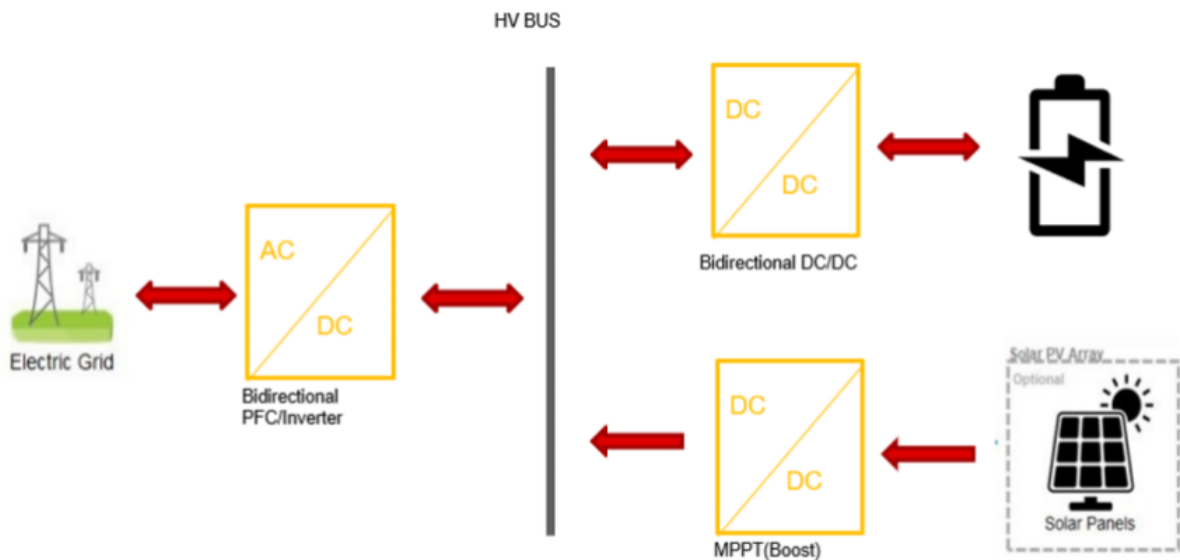 HV BUS
DC
DC
Bidirectional DC/DC
AC
DC
Electric Grid
Bidirectional
PFC/Inverter
Solar PV Array
Optional
DC
DC
Solar Panels
MPPT(Boost)